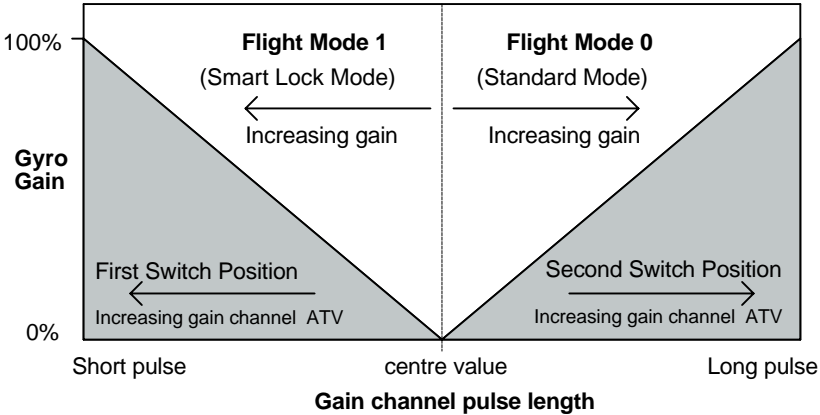 100%
Flight Mode 1
Flight Mode 0
(Smart Lock Mode)
(Standard Mode)
Increasing gain
Increasing gain
Gyro
Gain
First Switch Position
Second Switch Position
Increasing gain channel ATV
Increasing gain channel ATV
0%
Short pulse
centre value
Long pulse
Gain channel pulse length